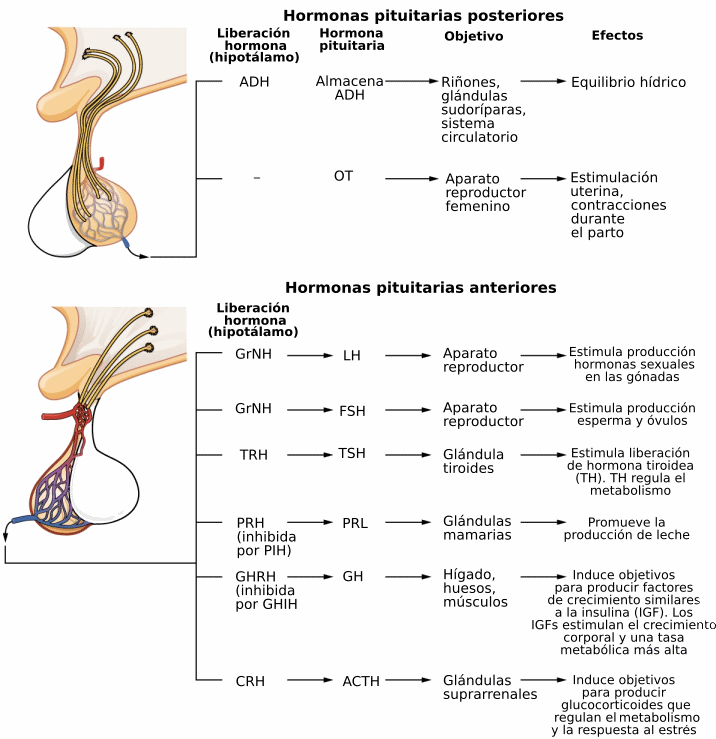 Hormonas pituitarias posteriores
Liberación
hormona
(hipotálamo)
Hormona
pituitaria
Objetivo
Efectos
ADH
Almacena
ADH
Riñones,
glándulas
sudoríparas,
sistema
circulatorio
Equilibrio hídrico
–
OT
Aparato
reproductor
femenino
Estimulación
uterina,
contracciones
durante
el parto
Hormonas pituitarias anteriores
Liberación
hormona
(hipotálamo)
GrNH
LH
Aparato
reproductor
Estimula producción
hormonas sexuales
en las gónadas
GrNH
FSH
Aparato
reproductor
Estimula producción
esperma y óvulos
TRH
TSH
Glándula
tiroides
Estimula liberación
de hormona tiroidea
(TH). TH regula el
metabolismo
PRH
(inhibida
por PIH)
PRL
Glándulas
mamarias
Promueve la
producción de leche
GHRH
(inhibida
por GHIH
GH
Hígado,
huesos,
músculos
Induce objetivos
para producir factores
de crecimiento similares
a la insulina (IGF). Los
IGFs estimulan el crecimiento
corporal y una tasa
metabólica más alta
CRH
ACTH
Glándulas
suprarrenales
Induce objetivos
para producir
glucocorticoides que
regulan el metabolismo
y la respuesta al estrés